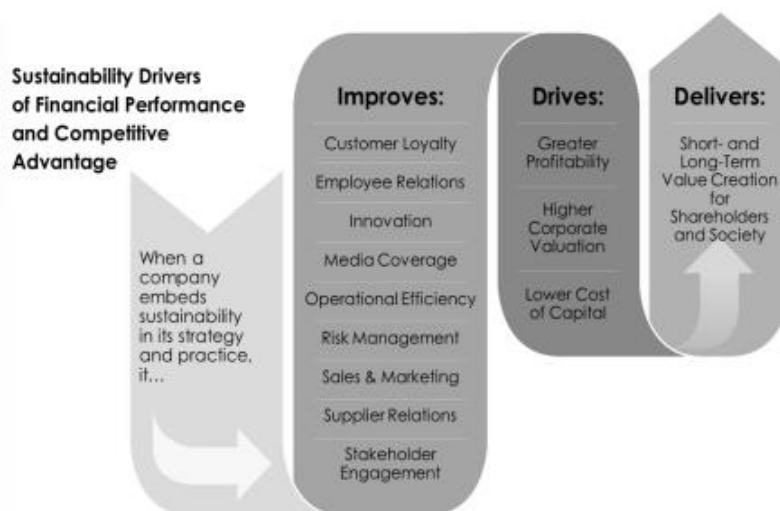 Sustainability Drivers
of Financial Performance
and Competitive
Advantage
When a
company
embeds
sustainability
in its strategy
and practice,
it...
Improves:
Customer Loyalty
Employee Relations
Innovation
Media Coverage
Operational Efficiency
Risk Management
Sales & Marketing
Supplier Relations
Stakeholder
Engagement
Drives:
Greater
Profitability
Higher
Corporate
Valuation
Lower Cost
of Capital
Delivers:
Short- and
Long-Term
Value Creation
for
Shareholders
and Society